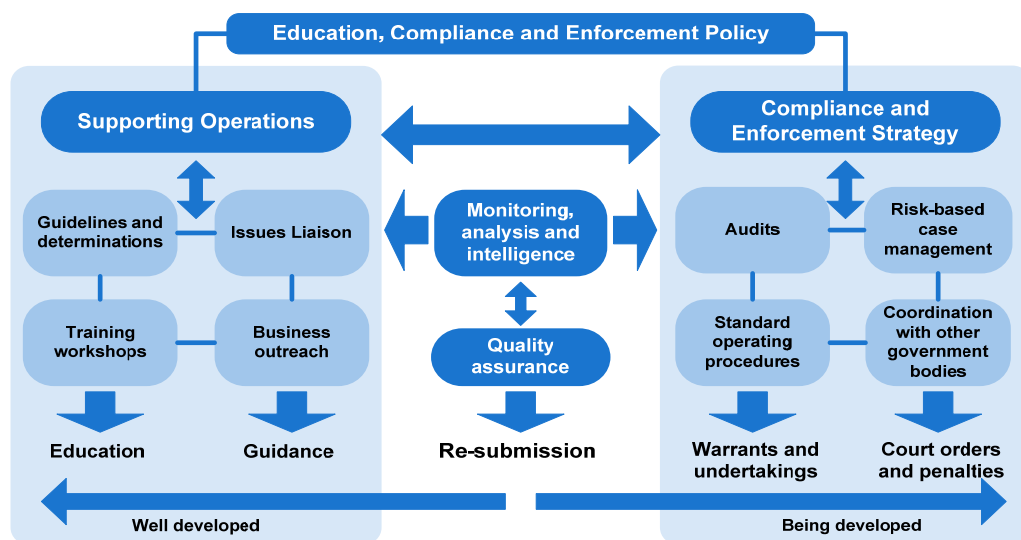 Education, Compliance and Enforcement Policy
Supporting Operations
Guidelines and
determinations
Issues Liaison
Training
workshops
Business
outreach
Education
Guidance
Well developed
Monitoring,
analysis and
intelligence
Quality
assurance
Re-submission
Compliance and
Enforcement Strategy
Audits
Risk-based
case
management
Standard
operating
procedures
Coordination
with other
government
bodies
Warrants and
undertakings
Court orders
and penalties
Being developed